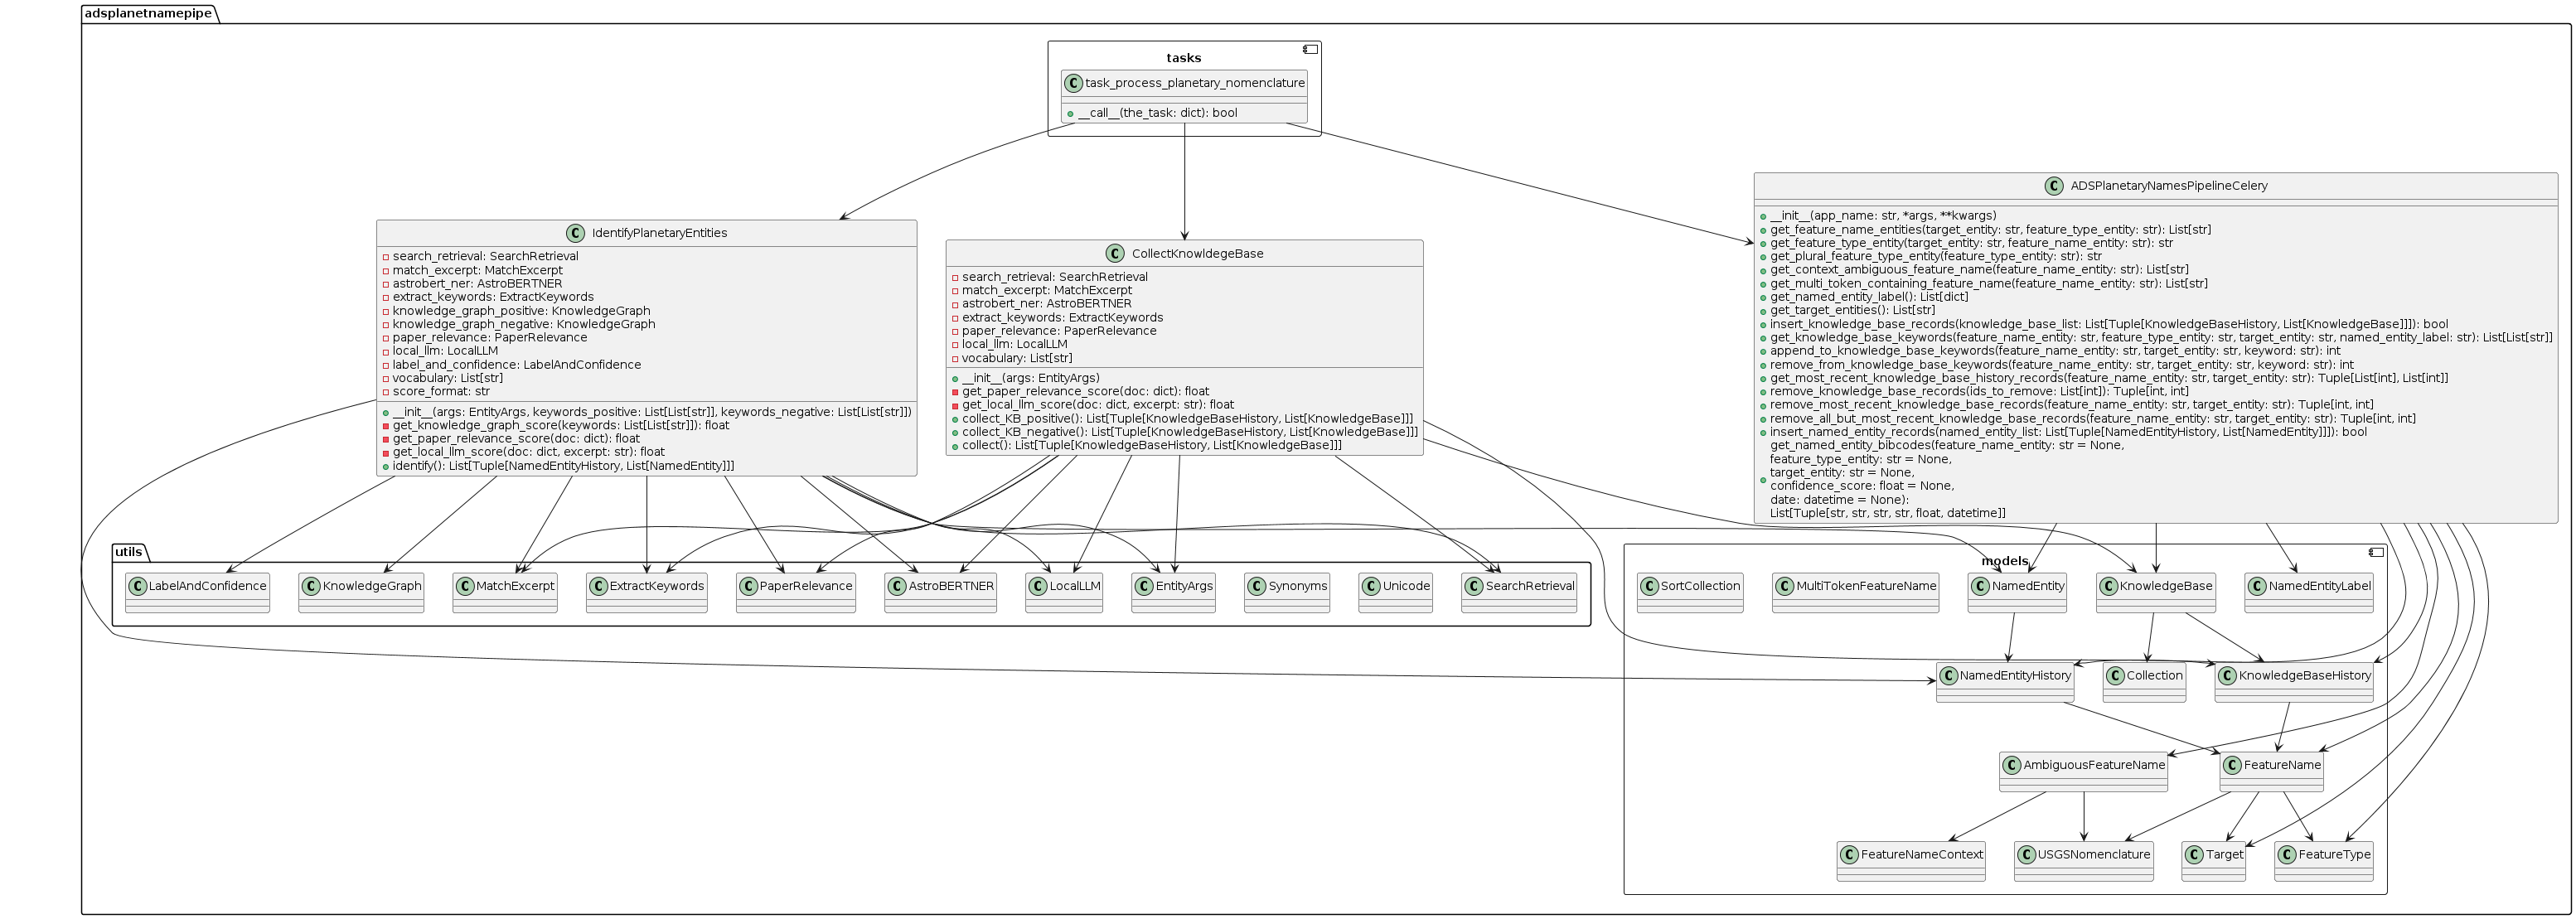 adsplanetnamepipe
tasks
task_process_planetary_nomenclature
__call__(the_task: dict): bool
IdentifyPlanetaryEntities
search_retrieval: SearchRetrieval
match_excerpt: MatchExcerpt
astrobert_ner: AstroBERTNER
extract_keywords: ExtractKeywords
knowledge_graph_positive: KnowledgeGraph
knowledge_graph_negative: KnowledgeGraph
paper_relevance: PaperRelevance
local_llm: LocalLLM
label_and_confidence: LabelAndConfidence
vocabulary: List[str]
score_format: str
__init__(args: EntityArgs, keywords_positive: List[List[str]], keywords_negative: List[List[str]])
get_knowledge_graph_score(keywords: List[List[str]]): float
get_paper_relevance_score(doc: dict): float
get_local_llm_score(doc: dict, excerpt: str): float
identify(): List[Tuple[NamedEntityHistory, List[NamedEntity]]]
CollectKnowldegeBase
search_retrieval: SearchRetrieval
match_excerpt: MatchExcerpt
astrobert_ner: AstroBERTNER
extract_keywords: ExtractKeywords
paper_relevance: PaperRelevance
local_llm: LocalLLM
vocabulary: List[str]
__init__(args: EntityArgs)
get_paper_relevance_score(doc: dict): float
get_local_llm_score(doc: dict, excerpt: str): float
collect_KB_positive(): List[Tuple[KnowledgeBaseHistory, List[KnowledgeBase]]]
collect_KB_negative(): List[Tuple[KnowledgeBaseHistory, List[KnowledgeBase]]]
collect(): List[Tuple[KnowledgeBaseHistory, List[KnowledgeBase]]]
ADSPlanetaryNamesPipelineCelery
__init__(app_name: str, *args, **kwargs)
get_feature_name_entities(target_entity: str, feature_type_entity: str): List[str]
get_feature_type_entity(target_entity: str, feature_name_entity: str): str
get_plural_feature_type_entity(feature_type_entity: str): str
get_context_ambiguous_feature_name(feature_name_entity: str): List[str]
get_multi_token_containing_feature_name(feature_name_entity: str): List[str]
get_named_entity_label(): List[dict]
get_target_entities(): List[str]
insert_knowledge_base_records(knowledge_base_list: List[Tuple[KnowledgeBaseHistory, List[KnowledgeBase]]]): bool
get_knowledge_base_keywords(feature_name_entity: str, feature_type_entity: str, target_entity: str, named_entity_label: str): List[List[str]]
append_to_knowledge_base_keywords(feature_name_entity: str, target_entity: str, keyword: str): int
remove_from_knowledge_base_keywords(feature_name_entity: str, target_entity: str, keyword: str): int
get_most_recent_knowledge_base_history_records(feature_name_entity: str, target_entity: str): Tuple[List[int], List[int]]
remove_knowledge_base_records(ids_to_remove: List[int]): Tuple[int, int]
remove_most_recent_knowledge_base_records(feature_name_entity: str, target_entity: str): Tuple[int, int]
remove_all_but_most_recent_knowledge_base_records(feature_name_entity: str, target_entity: str): Tuple[int, int]
insert_named_entity_records(named_entity_list: List[Tuple[NamedEntityHistory, List[NamedEntity]]]): bool
get_named_entity_bibcodes(feature_name_entity: str = None,
feature_type_entity: str = None,
target_entity: str = None,
confidence_score: float = None,
date: datetime = None):
List[Tuple[str, str, str, str, float, datetime]]
utils
LabelAndConfidence
KnowledgeGraph
MatchExcerpt
ExtractKeywords
PaperRelevance
AstroBERTNER
LocalLLM
EntityArgs
Synonyms
Unicode
SearchRetrieval
models
SortCollection
MultiTokenFeatureName
NamedEntity
KnowledgeBase
NamedEntityLabel
NamedEntityHistory
Collection
KnowledgeBaseHistory
AmbiguousFeatureName
FeatureName
FeatureNameContext
USGSNomenclature
Target
FeatureType